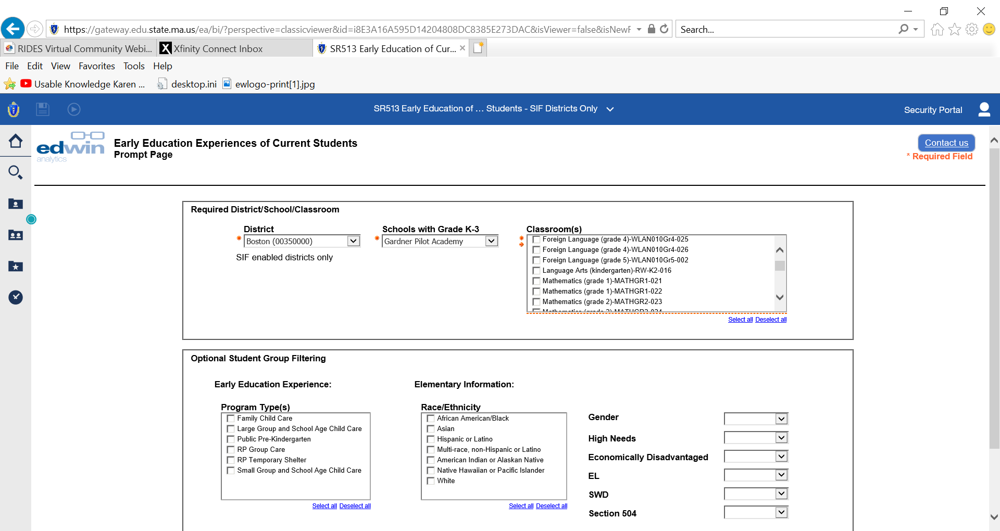 https://gateway.edu.state.ma.us/ea/bi/?perspective=classicviewer&id=i8E3A16A595D14204808DC8385E273DAC&isViewer=false&isNewF
Search...
RIDES Virtual Community Webi...
Xfinity Connect Inbox
SR513 Early Education of Cur...
File Edit View Favorites Tools Help
Usable Knowledge Karen ...
desktop.ini
ewlogo-print[1].jpg
SR513 Early Education of ... Students - SIF Districts Only
Security Portal
edwin
analytics
Early Education Experiences of Current Students
Prompt Page
Contact us
* Required Field
Required District/School/Classroom
District
Boston (00350000)
SIF enabled districts only
Schools with Grade K-3
Gardner Pilot Academy
Classroom(s)
Foreign Language (grade 4)-WLAN010Gr4-025
Foreign Language (grade 4)-WLAN010Gr4-026
Foreign Language (grade 5)-WLAN010Gr5-002
Language Arts (kindergarten)-RW-K2-016
Mathematics (grade 1)-MATHGR1-021
Mathematics (grade 1)-MATHGR1-022
Mathematics (grade 2)-MATHGR2-023
Mathematics (grade 2)-MATHGR2-024
Select all Deselect all
Optional Student Group Filtering
Early Education Experience:
Program Type(s)
Family Child Care
Large Group and School Age Child Care
Public Pre-Kindergarten
RP Group Care
RP Temporary Shelter
Small Group and School Age Child Care
Select all Deselect all
Elementary Information:
Race/Ethnicity
African American/Black
Asian
Hispanic or Latino
Multi-race, non-Hispanic or Latino
American Indian or Alaskan Native
Native Hawaiian or Pacific Islander
White
Select all Deselect all
Gender
High Needs
Economically Disadvantaged
EL
SWD
Section 504